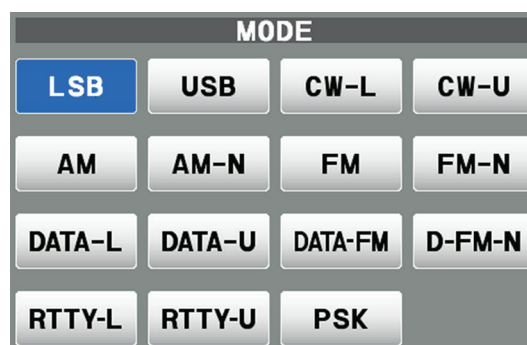 MODE
LSB USB CW-L CW-U
AM AM-N FM FM-N
DATA-L DATA-U DATA-FM D-FM-N
RTTY-L RTTY-U PSK